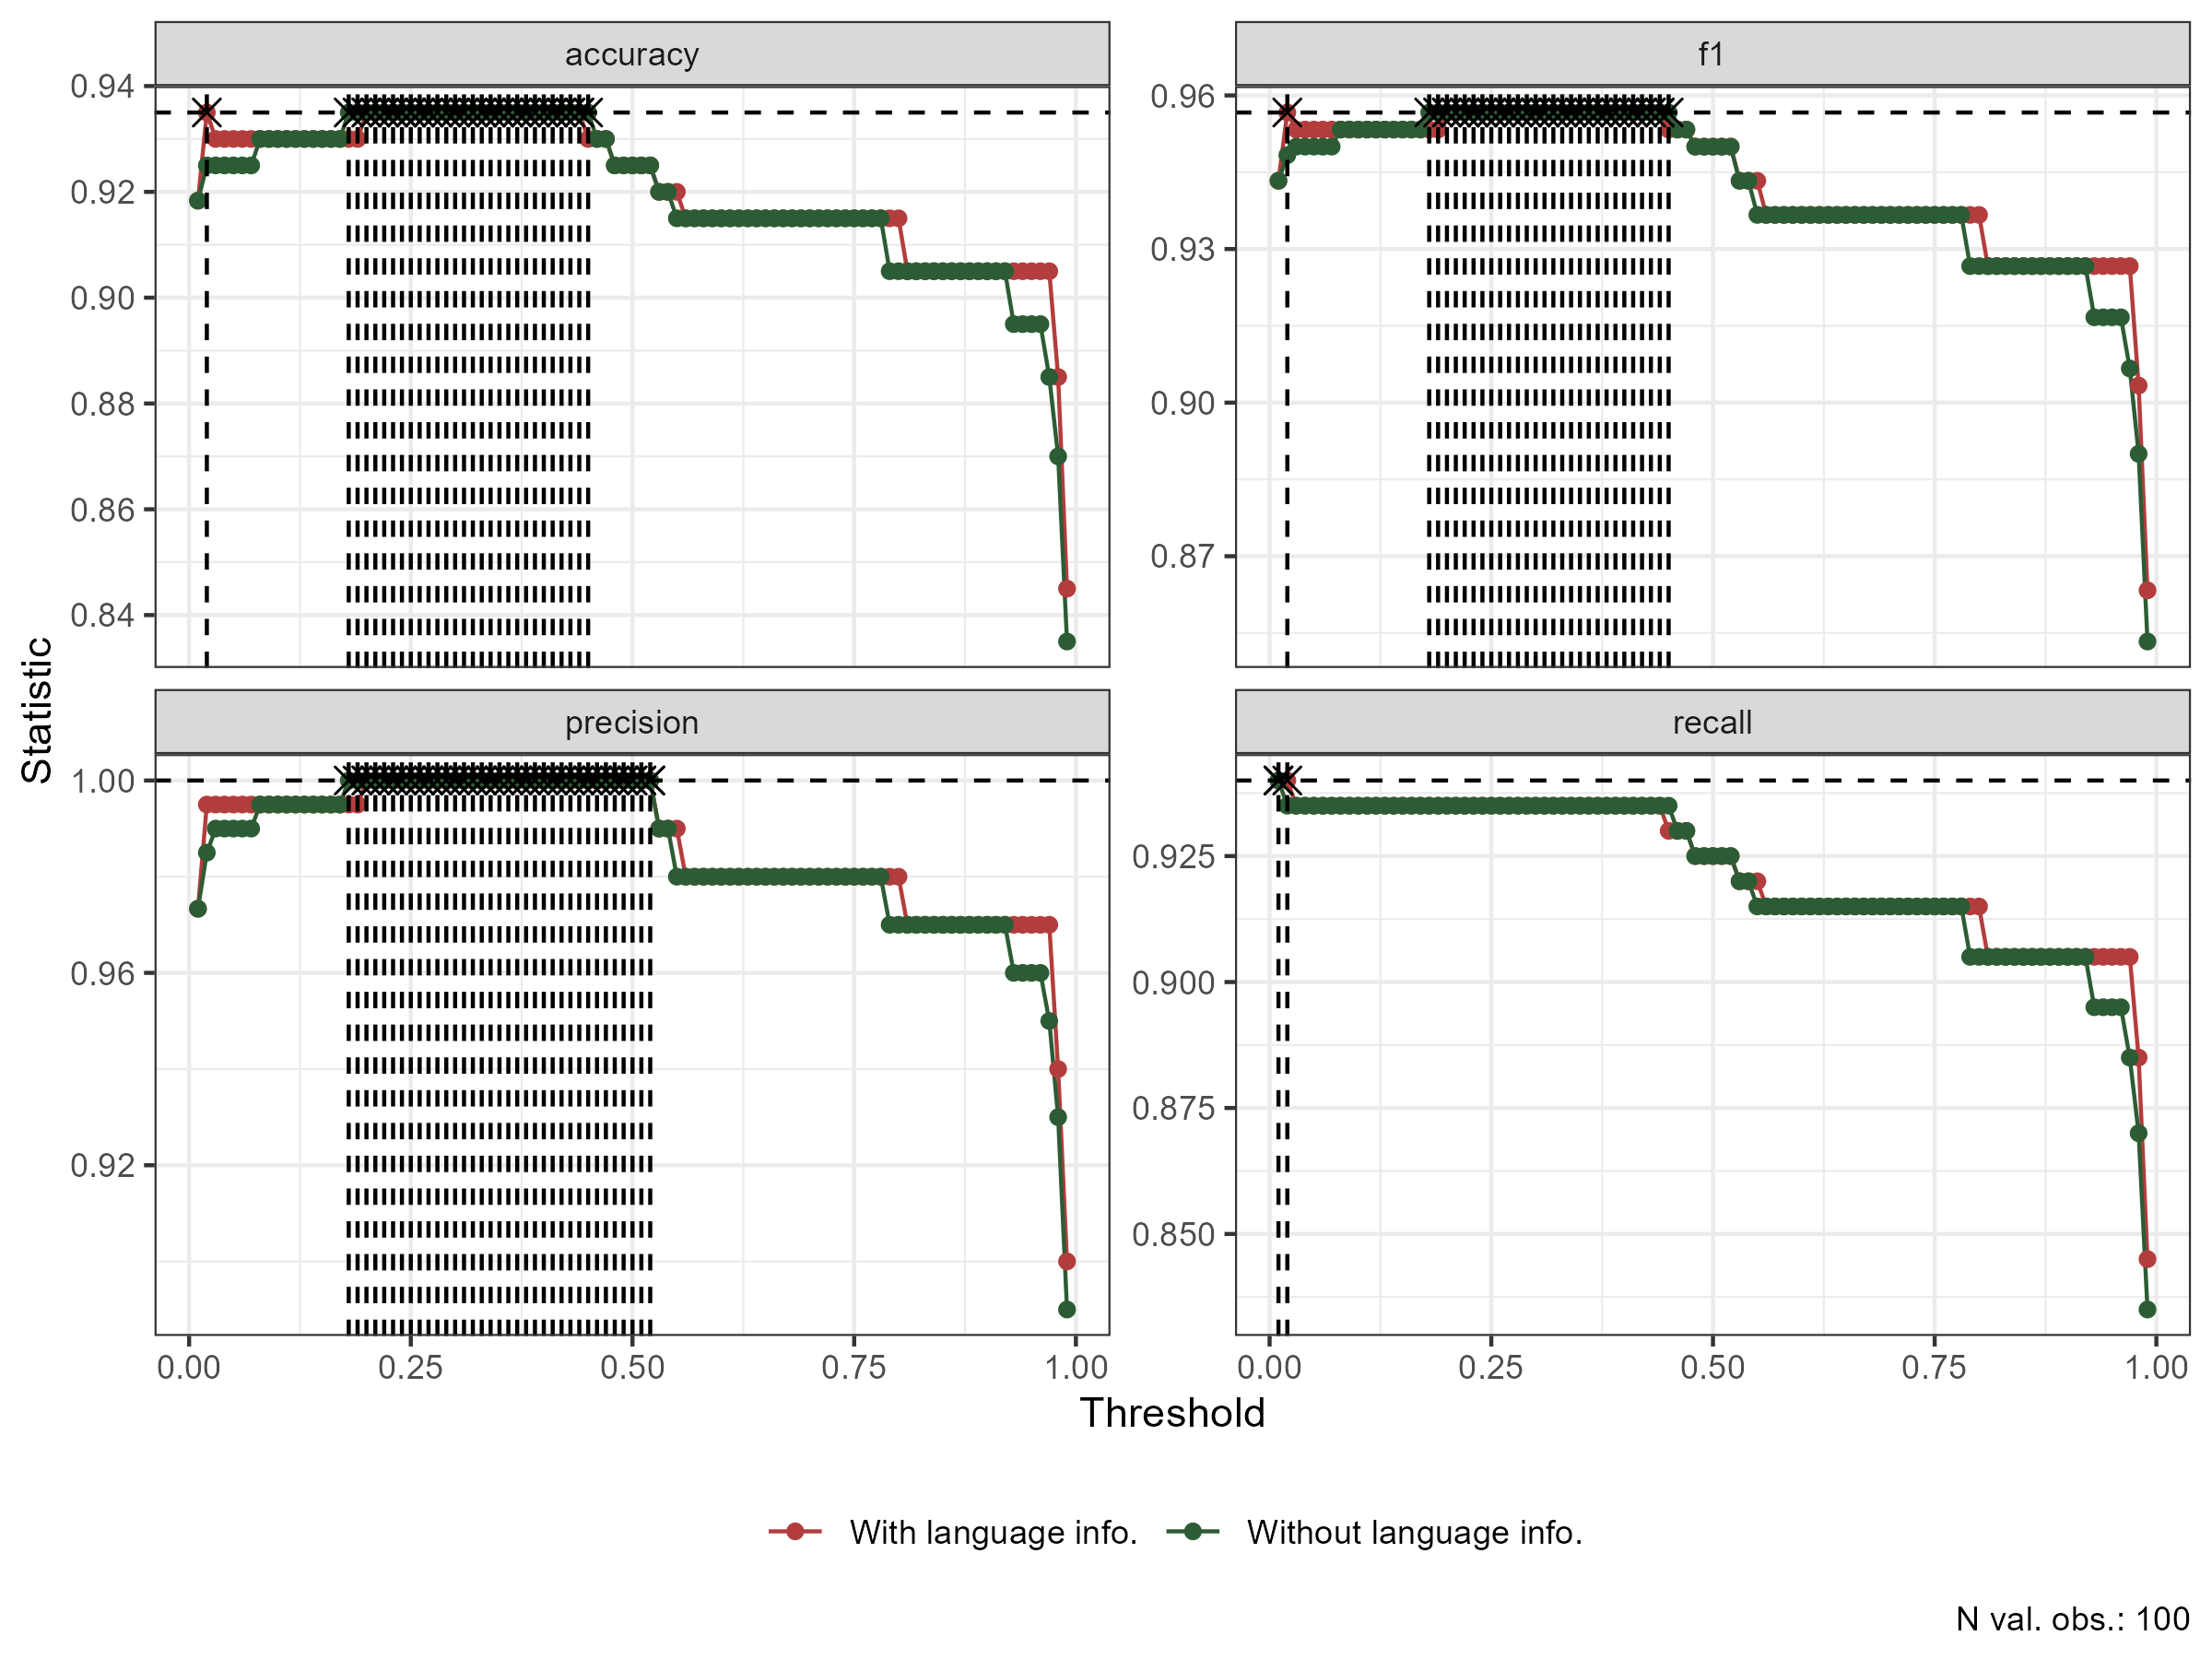 accuracy
f1
0.94
0.92
0.90
0.88
0.86
0.84
0.96
0.93
0.90
0.87
Statistic
precision
recall
1.00
0.96
0.92
0.925
0.900
0.875
0.850
0.00 0.25 0.50 0.75 1.00
0.00 0.25 0.50 0.75 1.00
Threshold
With language info. Without language info.
N val. obs.: 100